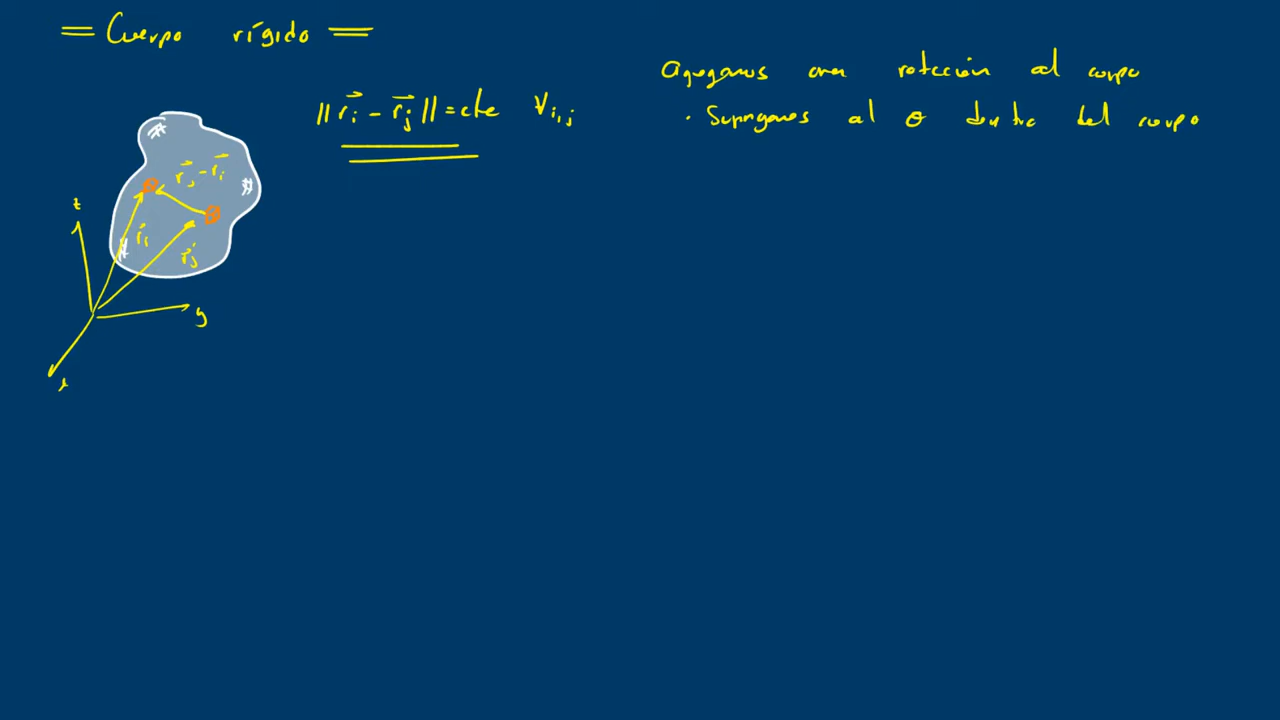 = Cuerpo rígido =
Agregamos una rotación al cuerpo
|| r⃗i - r⃗j || = cte ∀i,j
· Supongamos al θ dentro del cuerpo
r⃗j - r⃗i
z
r⃗i
r⃗j
y
x